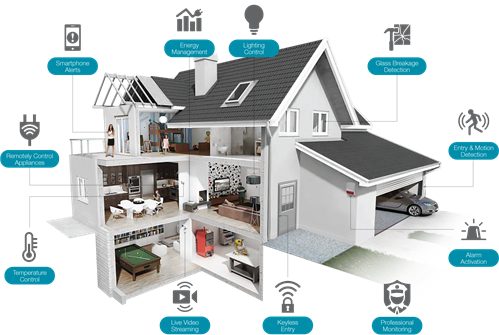 Energy
Management
Lighting
Control
Smartphone
Alerts
Glass Breakage
Detection
Remotely Control
Appliances
Entry & Motion
Detection
Temperature
Control
Alarm
Activation
Live Video
Streaming
Keyless
Entry
Professional
Monitoring